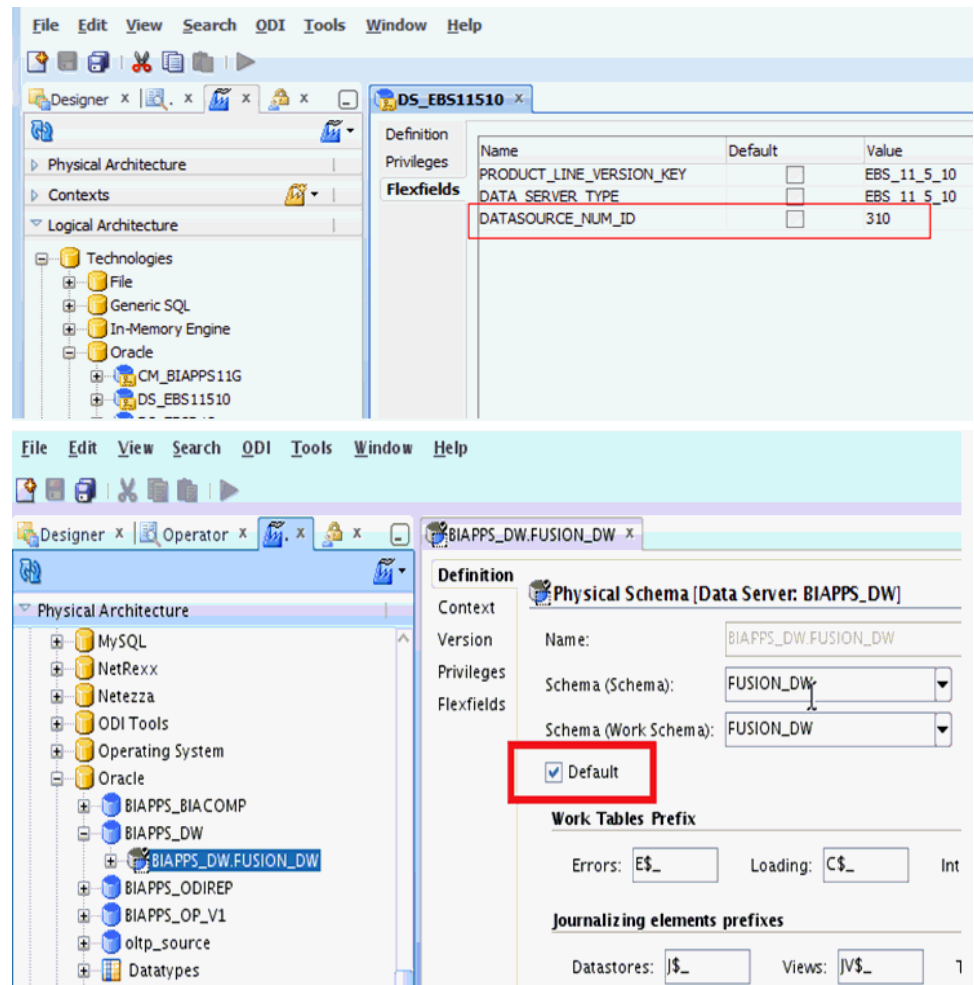 File Edit View Search ODI Tools Window Help
Designer x . x x x
DS_EBS11510 x
Physical Architecture
Contexts
Logical Architecture
Technologies
File
Generic SQL
In-Memory Engine
Oracle
CM_BIAPPS11G
DS_EBS11510
Definition
Privileges
Flexfields
Name Default Value
PRODUCT_LINE_VERSION_KEY EBS_11_5_10
DATA_SERVER_TYPE EBS_11_5_10
DATASOURCE_NUM_ID 310
File Edit View Search ODI Tools Window Help
Designer x Operator x . x x
BIAPPS_DW.FUSION_DW x
Physical Architecture
MySQL
NetRexx
Netezza
ODI Tools
Operating System
Oracle
BIAPPS_BIACOMP
BIAPPS_DW
BIAPPS_DW.FUSION_DW
BIAPPS_ODIREP
BIAPPS_OP_V1
oltp_source
Datatypes
Definition
Context
Version
Privileges
Flexfields
Physical Schema [Data Server: BIAPPS_DW]
Name: BIAPPS_DW.FUSION_DW
Schema (Schema): FUSION_DW
Schema (Work Schema): FUSION_DW
Default
Work Tables Prefix
Errors: E$_ Loading: C$_ Int
Journalizing elements prefixes
Datastores: J$_ Views: JV$_